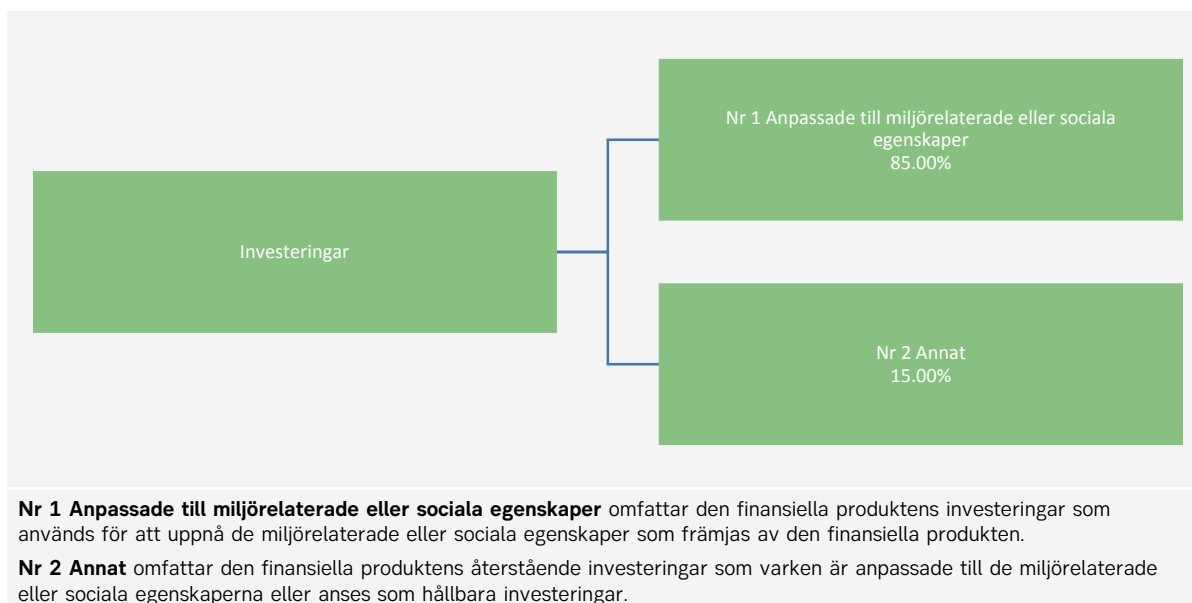 Nr 1 Anpassade till miljörelaterade eller sociala
egenskaper
85.00%
Investeringar
Nr 2 Annat
15.00%
Nr 1 Anpassade till miljörelaterade eller sociala egenskaper omfattar den finansiella produktens investeringar som
används för att uppnå de miljörelaterade eller sociala egenskaper som främjas av den finansiella produkten.
Nr 2 Annat omfattar den finansiella produktens återstående investeringar som varken är anpassade till de miljörelaterade
eller sociala egenskaperna eller anses som hållbara investeringar.